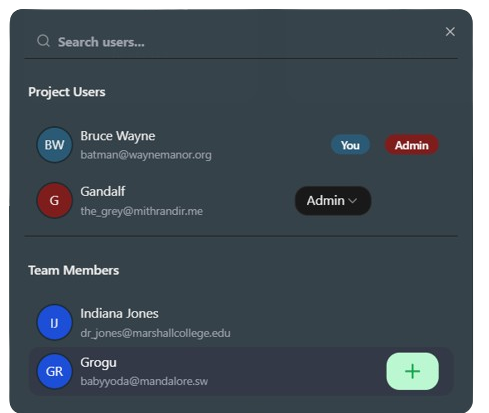 Search users...
Project Users
BW
Bruce Wayne
You
Admin
batman@waynemanor.org
G
Gandalf
Admin
the_grey@mithrandir.me
Team Members
IJ
Indiana Jones
dr_jones@marshallcollege.edu
GR
Grogu
babyyoda@mandalore.sw